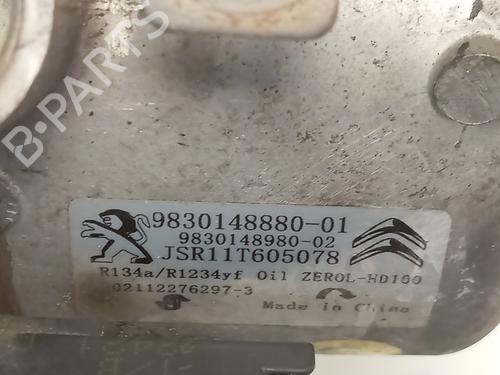 B-PARTS
9830148880-01
9830148980-02
JSR11T605078
R134a/R1234yf Oil ZEROL-HD100
02112276297-3
Made in China